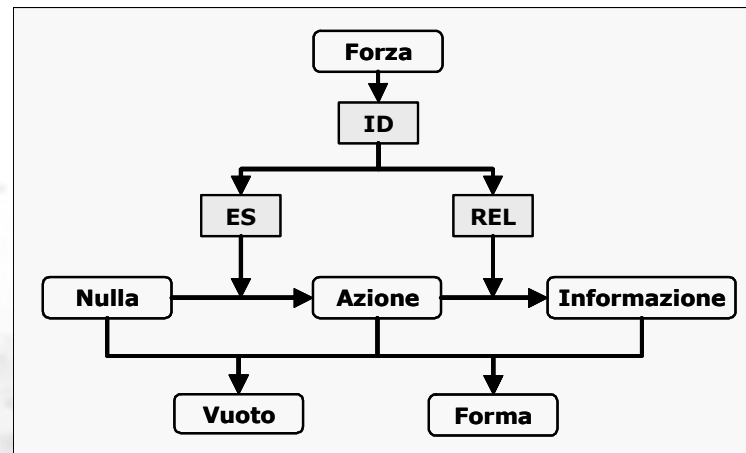 Forza
ID
ES
REL
Nulla
Azione
Informazione
Vuoto
Forma